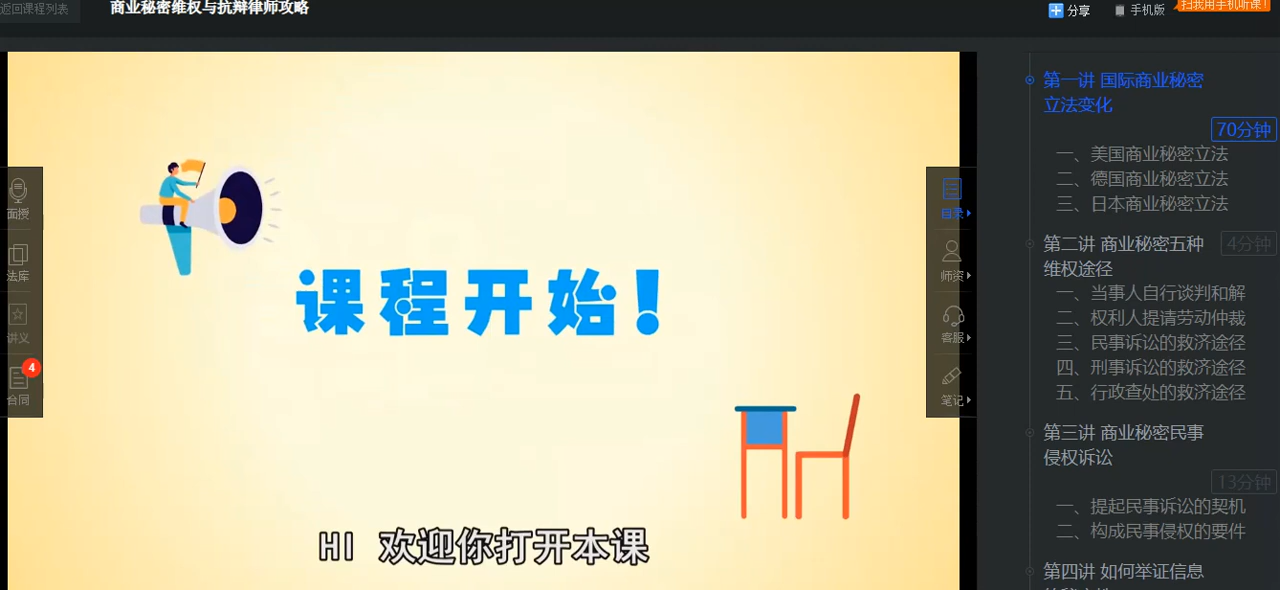 返回课程列表
商业秘密维权与抗辩律师攻略
分享
手机版
扫我用手机听课!
面授
法库
讲义
4
合同
课程开始!
HI 欢迎你打开本课
目录
师资
客服
笔记
第一讲 国际商业秘密
立法变化
70分钟
一、美国商业秘密立法
二、德国商业秘密立法
三、日本商业秘密立法
第二讲 商业秘密五种
4分钟
维权途径
一、当事人自行谈判和解
二、权利人提请劳动仲裁
三、民事诉讼的救济途径
四、刑事诉讼的救济途径
五、行政查处的救济途径
第三讲 商业秘密民事
侵权诉讼
13分钟
一、提起民事诉讼的契机
二、构成民事侵权的要件
第四讲 如何举证信息